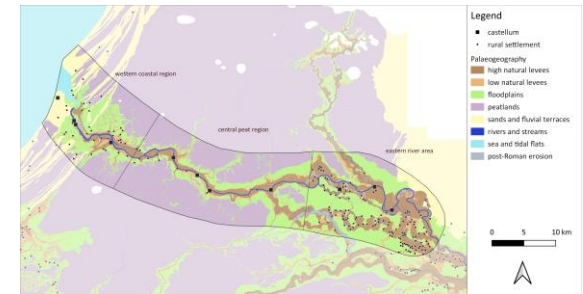 western coastal region
central peat region
eastern river area
Legend
castellum
rural settlement
Palaeogeography
high natural levees
low natural levees
floodplains
peatlands
sands and fluvial terraces
rivers and streams
sea and tidal flats
post-Roman erosion
0 5 10 km